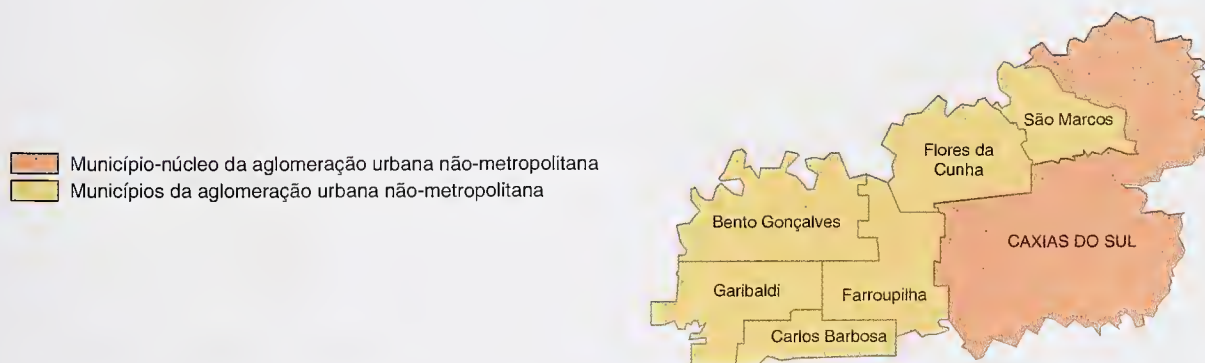 Município-núcleo da aglomeração urbana não-metropolitana
Municípios da aglomeração urbana não-metropolitana
São Marcos
Flores da
Cunha
Bento Gonçalves
CAXIAS DO SUL
Garibaldi
Farroupilha
Carlos Barbosa